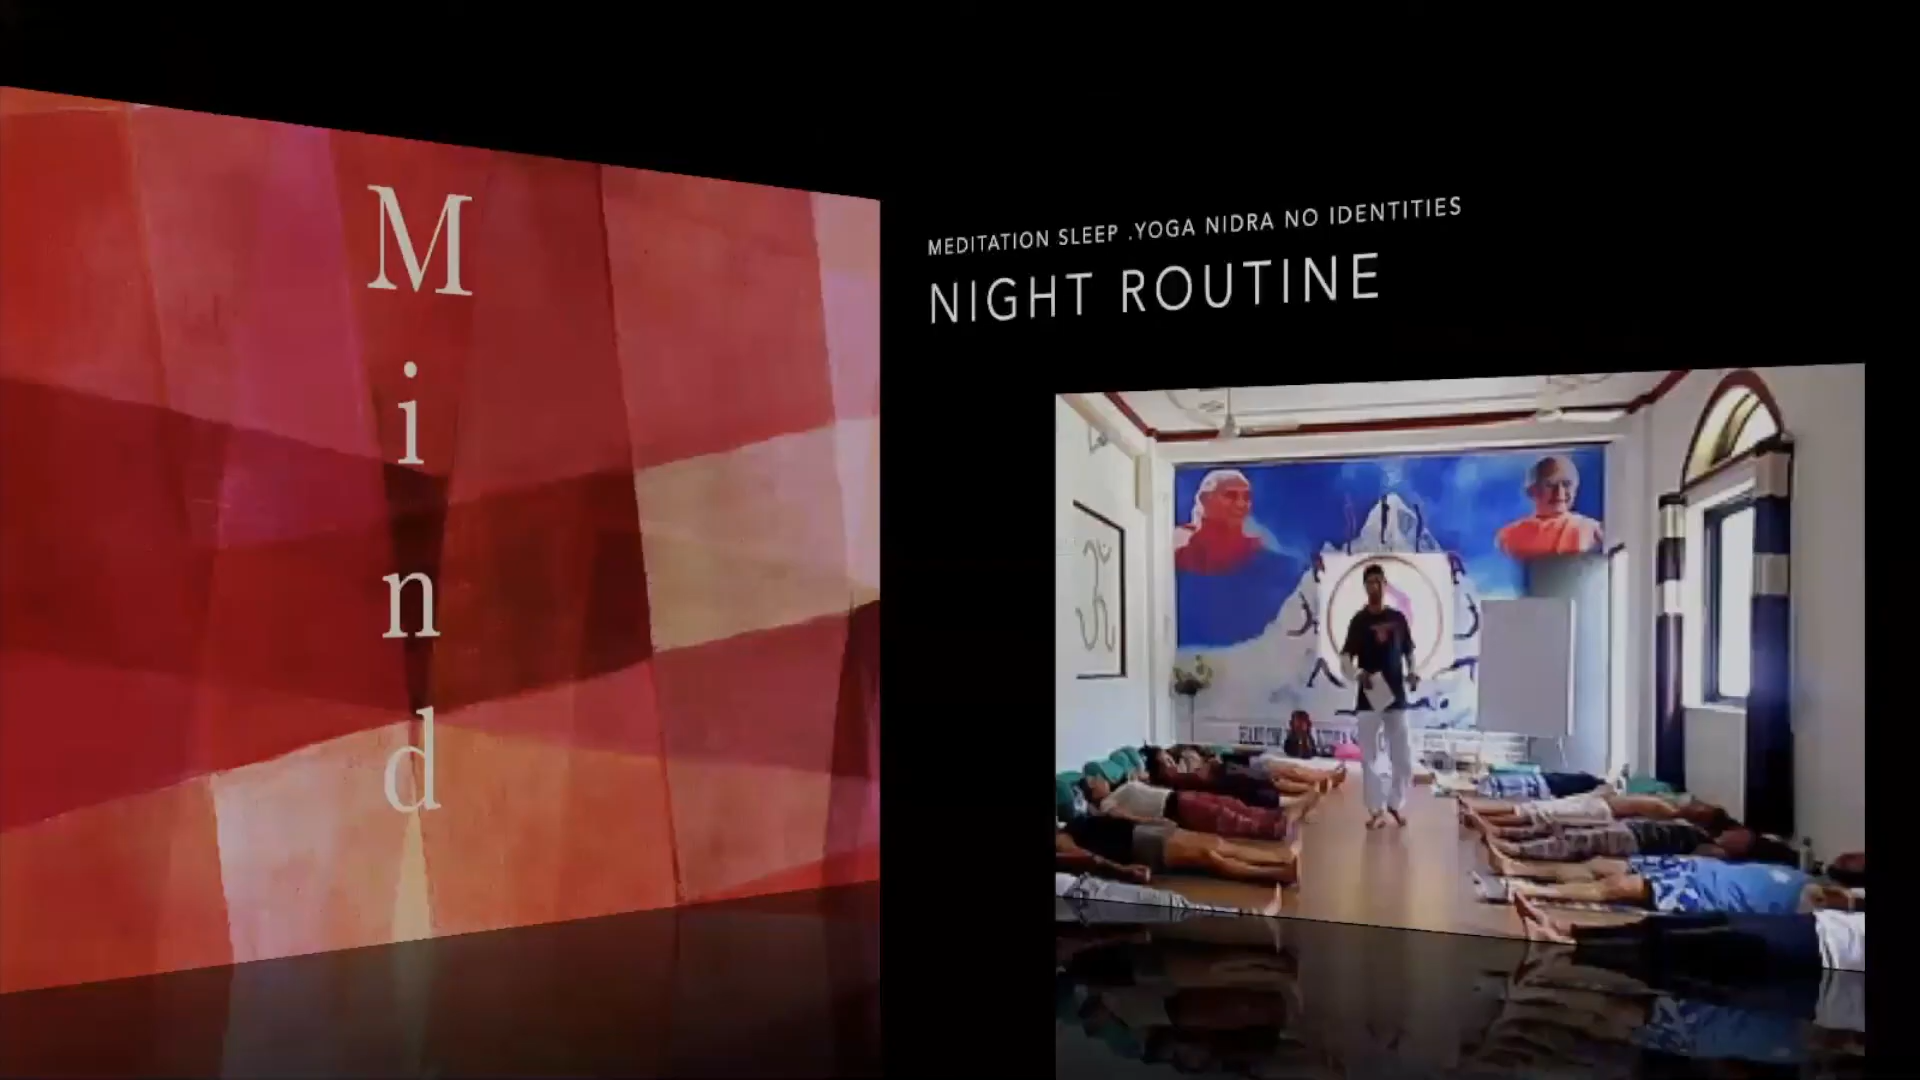 M
i
n
d
MEDITATION SLEEP .YOGA NIDRA NO IDENTITIES
NIGHT ROUTINE
ॐ